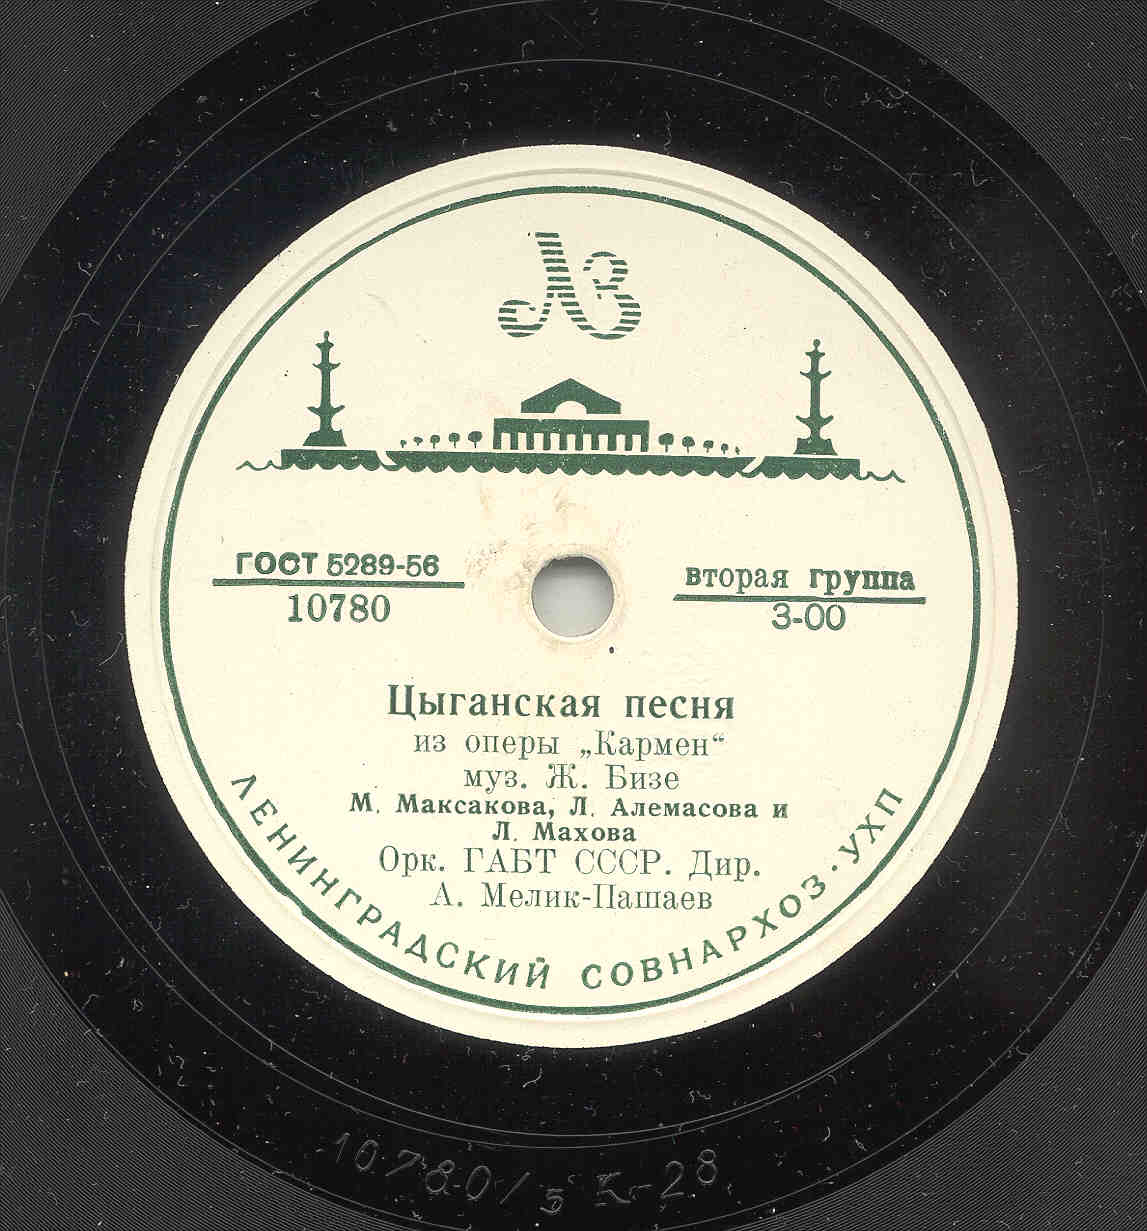 ЛЗ
ГОСТ 5289-56
10780
вторая группа
3-00
Цыганская песня
из оперы „Кармен“
муз. Ж. Бизе
М. Максакова, Л. Алемасова и
Л. Махова
Орк. ГАБТ СССР. Дир.
А. Мелик-Пашаев
ЛЕНИНГРАДСКИЙ СОВНАРХОЗ · УХП
10780/5 К-28